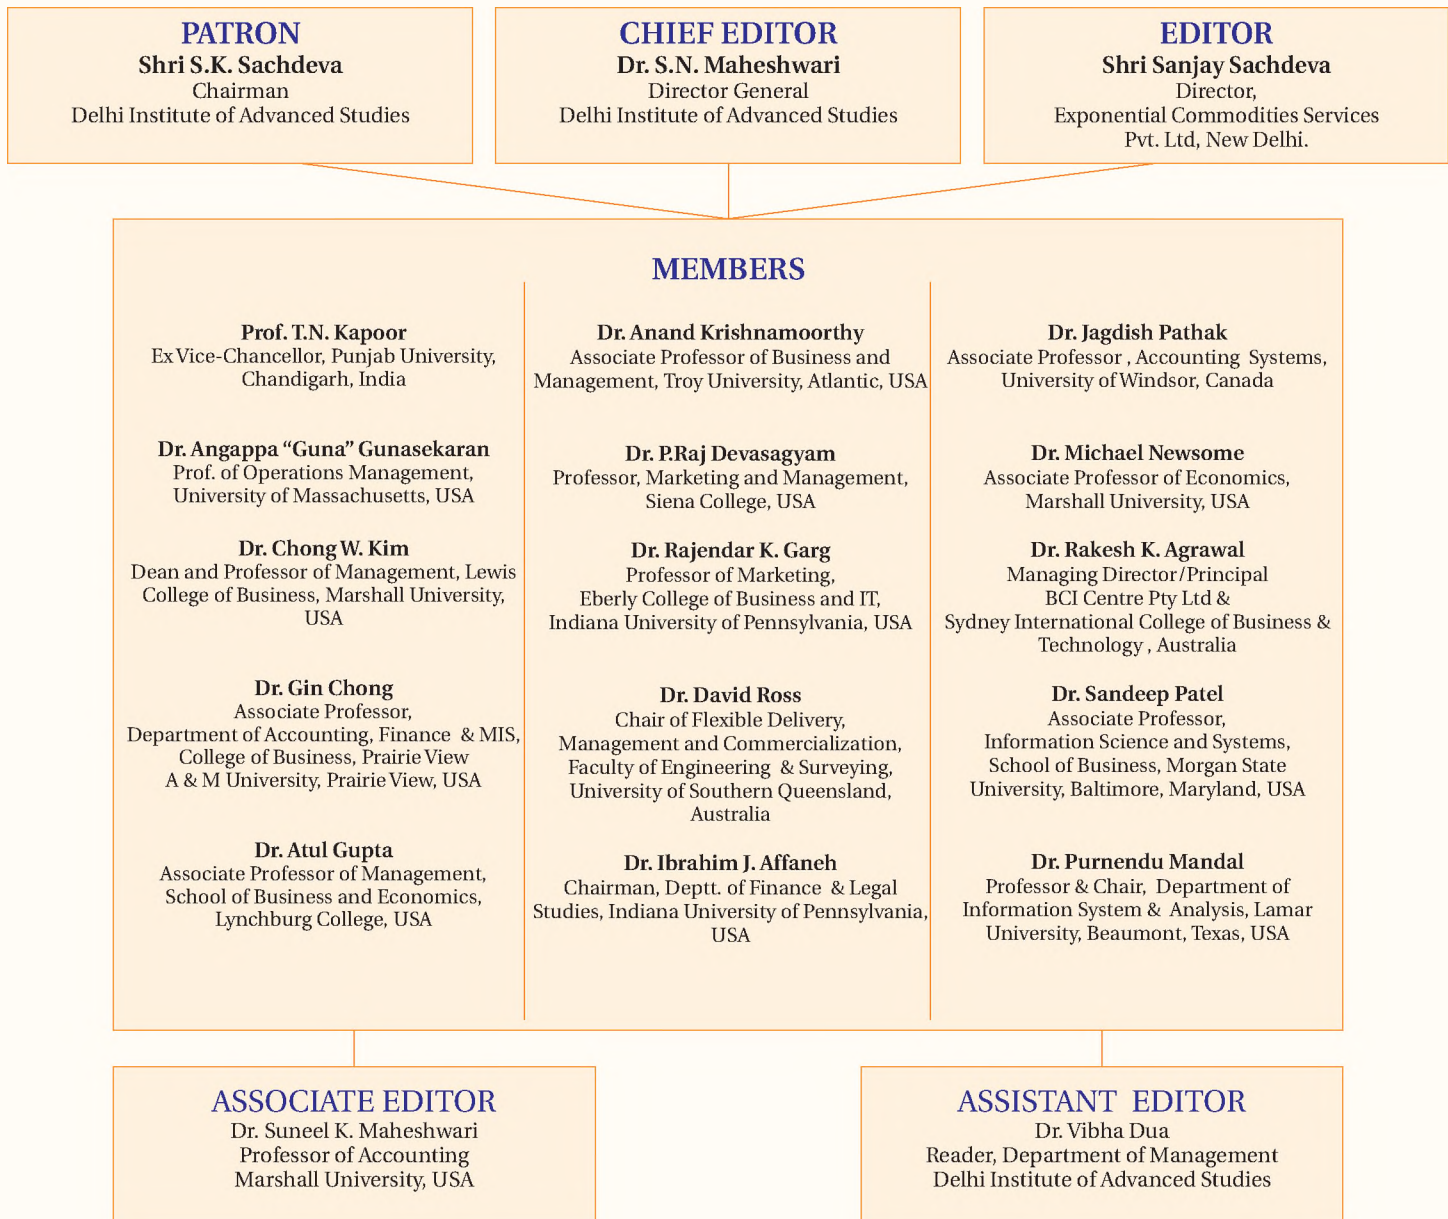 PATRON
Shri S.K. Sachdeva
Chairman
Delhi Institute of Advanced Studies
CHIEF EDITOR
Dr. S.N. Maheshwari
Director General
Delhi Institute of Advanced Studies
EDITOR
Shri Sanjay Sachdeva
Director,
Exponential Commodities Services
Pvt. Ltd, New Delhi.
MEMBERS
Prof. T.N. Kapoor
Ex Vice-Chancellor, Punjab University,
Chandigarh, India
Dr. Angappa “Guna” Gunasekaran
Prof. of Operations Management,
University of Massachusetts, USA
Dr. Chong W. Kim
Dean and Professor of Management, Lewis
College of Business, Marshall University,
USA
Dr. Gin Chong
Associate Professor,
Department of Accounting, Finance & MIS,
College of Business, Prairie View
A & M University, Prairie View, USA
Dr. Atul Gupta
Associate Professor of Management,
School of Business and Economics,
Lynchburg College, USA
Dr. Anand Krishnamoorthy
Associate Professor of Business and
Management, Troy University, Atlantic, USA
Dr. P.Raj Devasagyam
Professor, Marketing and Management,
Siena College, USA
Dr. Rajendar K. Garg
Professor of Marketing,
Eberly College of Business and IT,
Indiana University of Pennsylvania, USA
Dr. David Ross
Chair of Flexible Delivery,
Management and Commercialization,
Faculty of Engineering & Surveying,
University of Southern Queensland,
Australia
Dr. Ibrahim J. Affaneh
Chairman, Deptt. of Finance & Legal
Studies, Indiana University of Pennsylvania,
USA
Dr. Jagdish Pathak
Associate Professor , Accounting Systems,
University of Windsor, Canada
Dr. Michael Newsome
Associate Professor of Economics,
Marshall University, USA
Dr. Rakesh K. Agrawal
Managing Director/Principal
BCI Centre Pty Ltd &
Sydney International College of Business &
Technology , Australia
Dr. Sandeep Patel
Associate Professor,
Information Science and Systems,
School of Business, Morgan State
University, Baltimore, Maryland, USA
Dr. Purnendu Mandal
Professor & Chair, Department of
Information System & Analysis, Lamar
University, Beaumont, Texas, USA
ASSOCIATE EDITOR
Dr. Suneel K. Maheshwari
Professor of Accounting
Marshall University, USA
ASSISTANT EDITOR
Dr. Vibha Dua
Reader, Department of Management
Delhi Institute of Advanced Studies